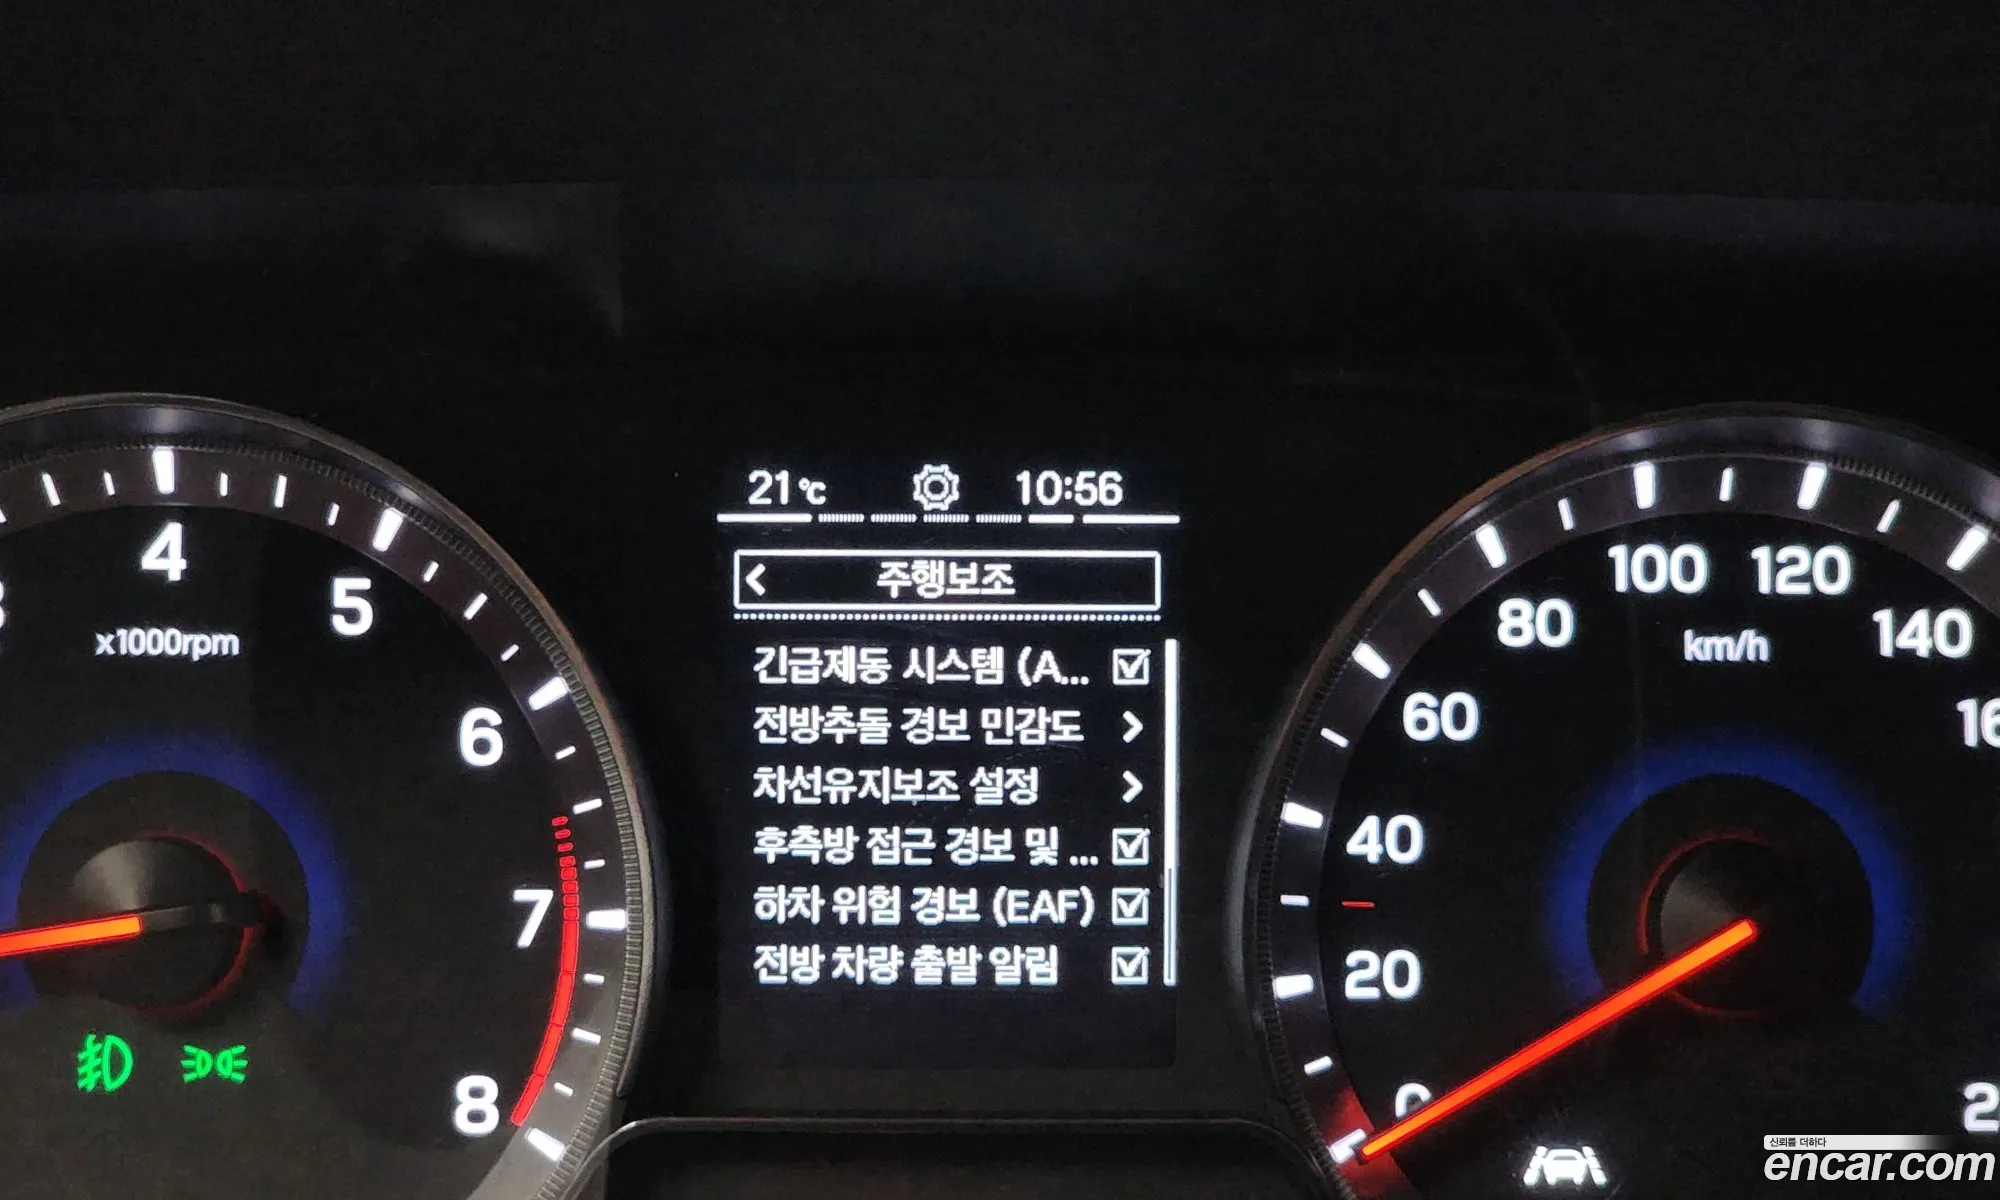 21℃ 10:56
< 주행보조
긴급제동 시스템 (A...
전방추돌 경보 민감도 >
차선유지보조 설정 >
후측방 접근 경보 및 ...
하차 위험 경보 (EAF)
전방 차량 출발 알림
4
5
6
7
8
x1000rpm
0
20
40
60
80
100
120
140
km/h
신뢰를 더하다
encar.com